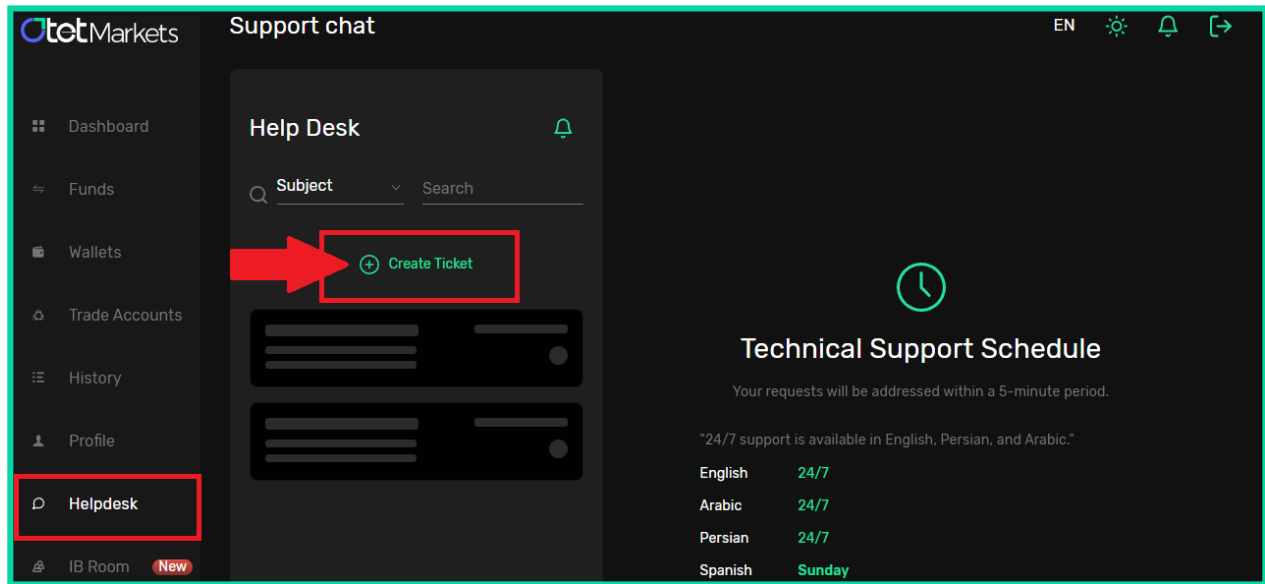 OtetMarkets
Support chat
EN
Dashboard
Funds
Wallets
Trade Accounts
History
Profile
Helpdesk
IB Room New
Help Desk
Subject Search
Create Ticket
Technical Support Schedule
Your requests will be addressed within a 5-minute period.
"24/7 support is available in English, Persian, and Arabic."
English 24/7
Arabic 24/7
Persian 24/7
Spanish Sunday